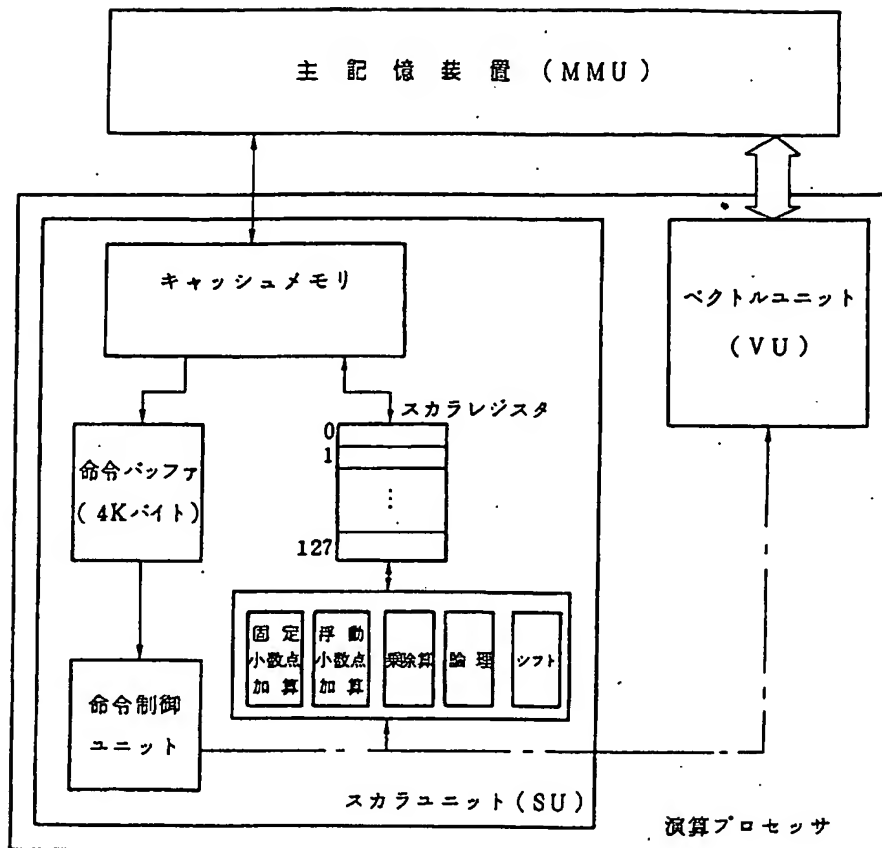 主記憶装置(MMU)
キャッシュメモリ
ベクトルユニット
(VU)
スカラレジスタ
0
1
⋮
127
命令バッファ
(4Kバイト)
固定
小数点
加算
浮動
小数点
加算
乗除算
論理
シフト
命令制御
ユニット
スカラユニット(SU)
演算プロセッサ